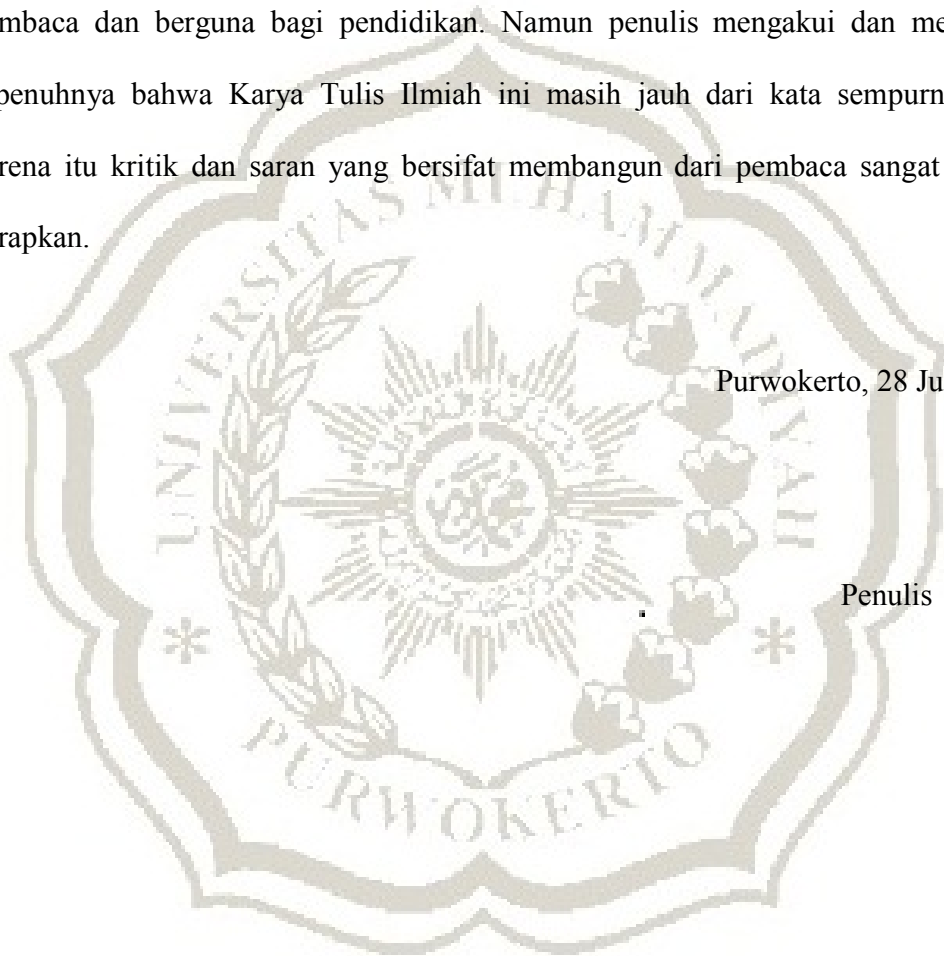 mbaca dan berguna bagi pendidikan. Namun penulis mengakui dan me
penuhnya bahwa Karya Tulis Ilmiah ini masih jauh dari kata sempurn
rena itu kritik dan saran yang bersifat membangun dari pembaca sangat
rapkan.
UNIVERSITAS MUHAMMADIYAH
Purwokerto, 28 Ju
Penulis
PURWOKERTO